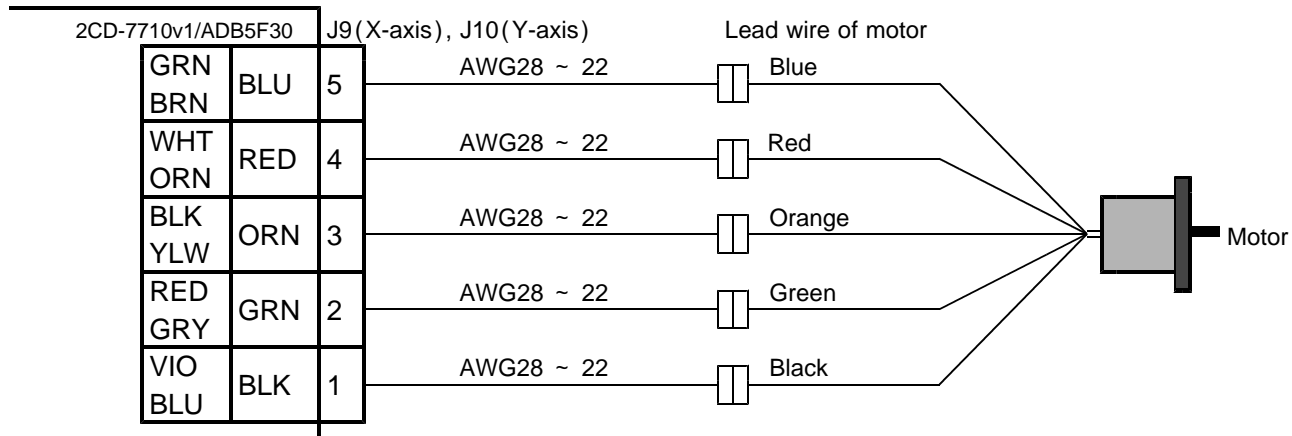 2CD-7710v1/ADB5F30 J9(X-axis), J10(Y-axis) Lead wire of motor
GRN
BRN
BLU 5 AWG28 ~ 22 Blue
WHT
ORN
RED 4 AWG28 ~ 22 Red
BLK
YLW
ORN 3 AWG28 ~ 22 Orange
Motor
RED
GRY
GRN 2 AWG28 ~ 22 Green
VIO
BLU
BLK 1 AWG28 ~ 22 Black